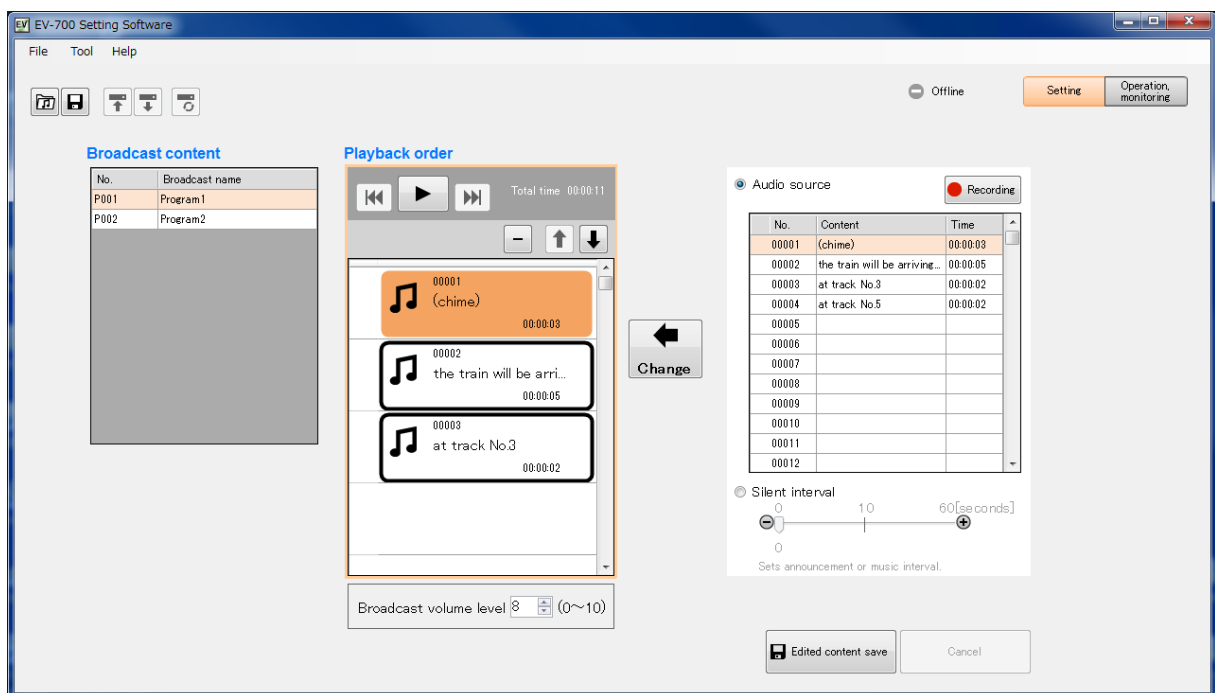 EV-700 Setting Software
File Tool Help
Offline
Setting
Operation,
monitoring
Broadcast content
No. Broadcast name
P001 Program1
P002 Program2
Playback order
Total time 00:00:11
00001
(chime)
00:00:03
00002
the train will be arri...
00:00:05
00003
at track No.3
00:00:02
Broadcast volume level 8 (0～10)
Change
Audio source
Recording
No. Content Time
00001 (chime) 00:00:03
00002 the train will be arriving... 00:00:05
00003 at track No.3 00:00:02
00004 at track No.5 00:00:02
00005
00006
00007
00008
00009
00010
00011
00012
Silent interval
0 10 60[seconds]
0
Sets announcement or music interval.
Edited content save
Cancel